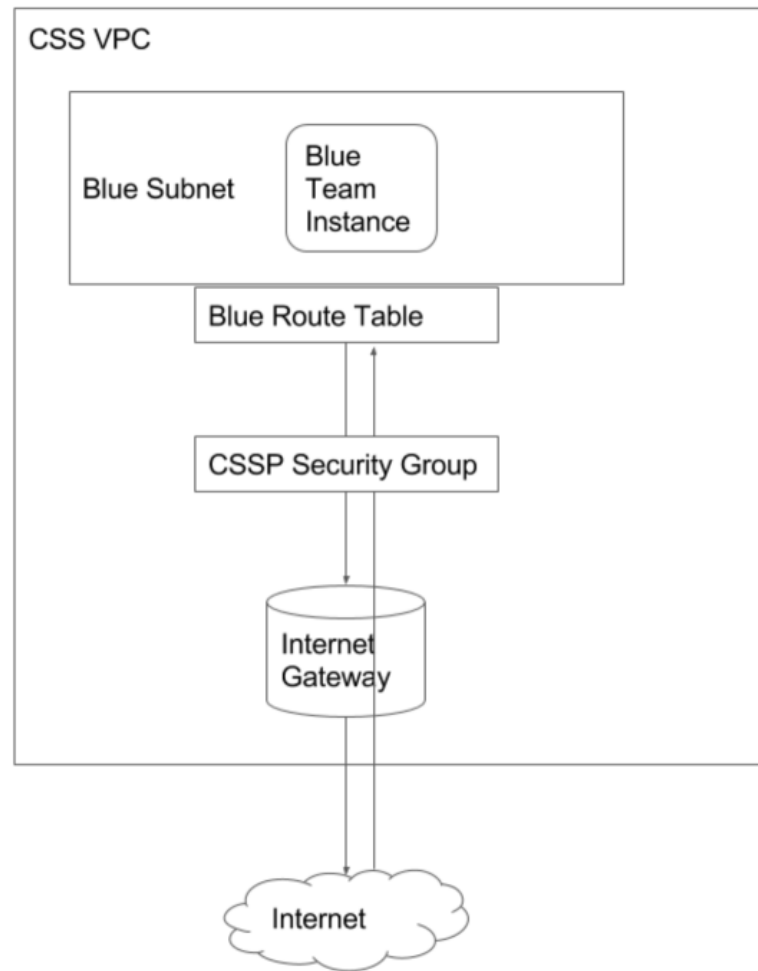 CSS VPC
Blue Subnet
Blue
Team
Instance
Blue Route Table
CSSP Security Group
Internet
Gateway
Internet